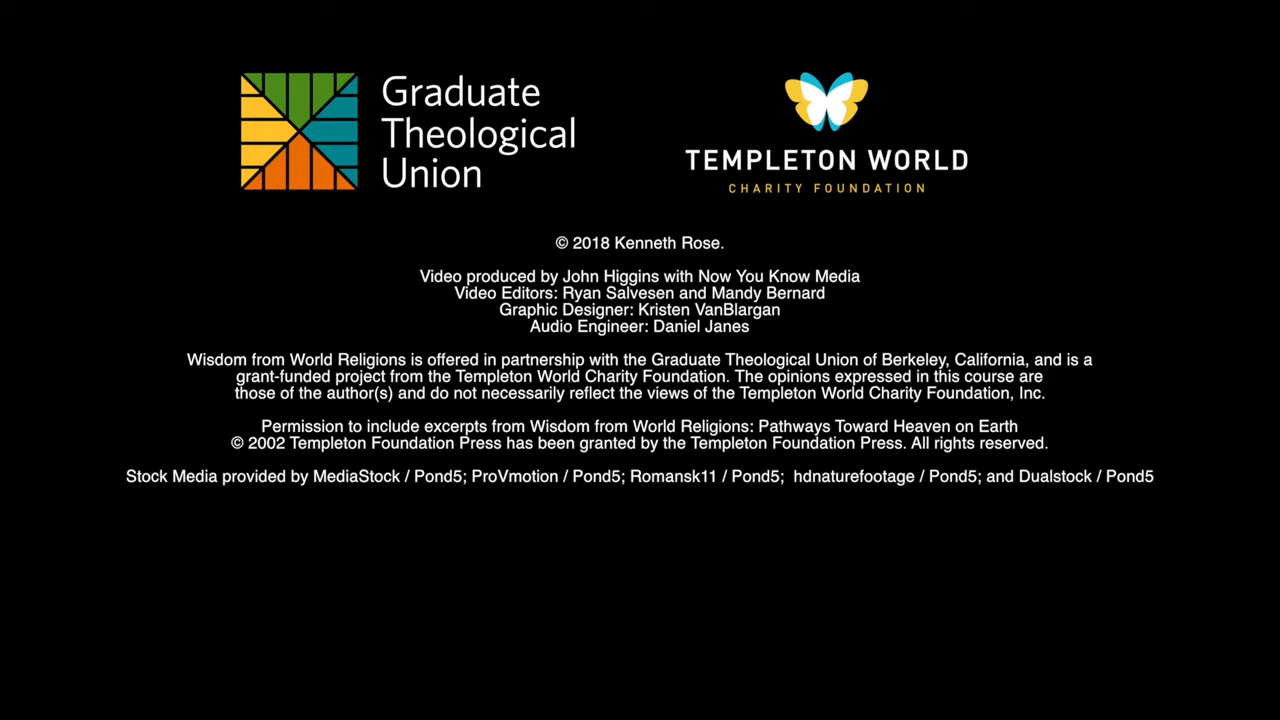 Graduate
Theological
Union
TEMPLETON WORLD
CHARITY FOUNDATION
© 2018 Kenneth Rose.
Video produced by John Higgins with Now You Know Media
Video Editors: Ryan Salvesen and Mandy Bernard
Graphic Designer: Kristen VanBlargan
Audio Engineer: Daniel Janes
Wisdom from World Religions is offered in partnership with the Graduate Theological Union of Berkeley, California, and is a
grant-funded project from the Templeton World Charity Foundation. The opinions expressed in this course are
those of the author(s) and do not necessarily reflect the views of the Templeton World Charity Foundation, Inc.
Permission to include excerpts from Wisdom from World Religions: Pathways Toward Heaven on Earth
© 2002 Templeton Foundation Press has been granted by the Templeton Foundation Press. All rights reserved.
Stock Media provided by MediaStock / Pond5; ProVmotion / Pond5; Romansk11 / Pond5;  hdnaturefootage / Pond5; and Dualstock / Pond5